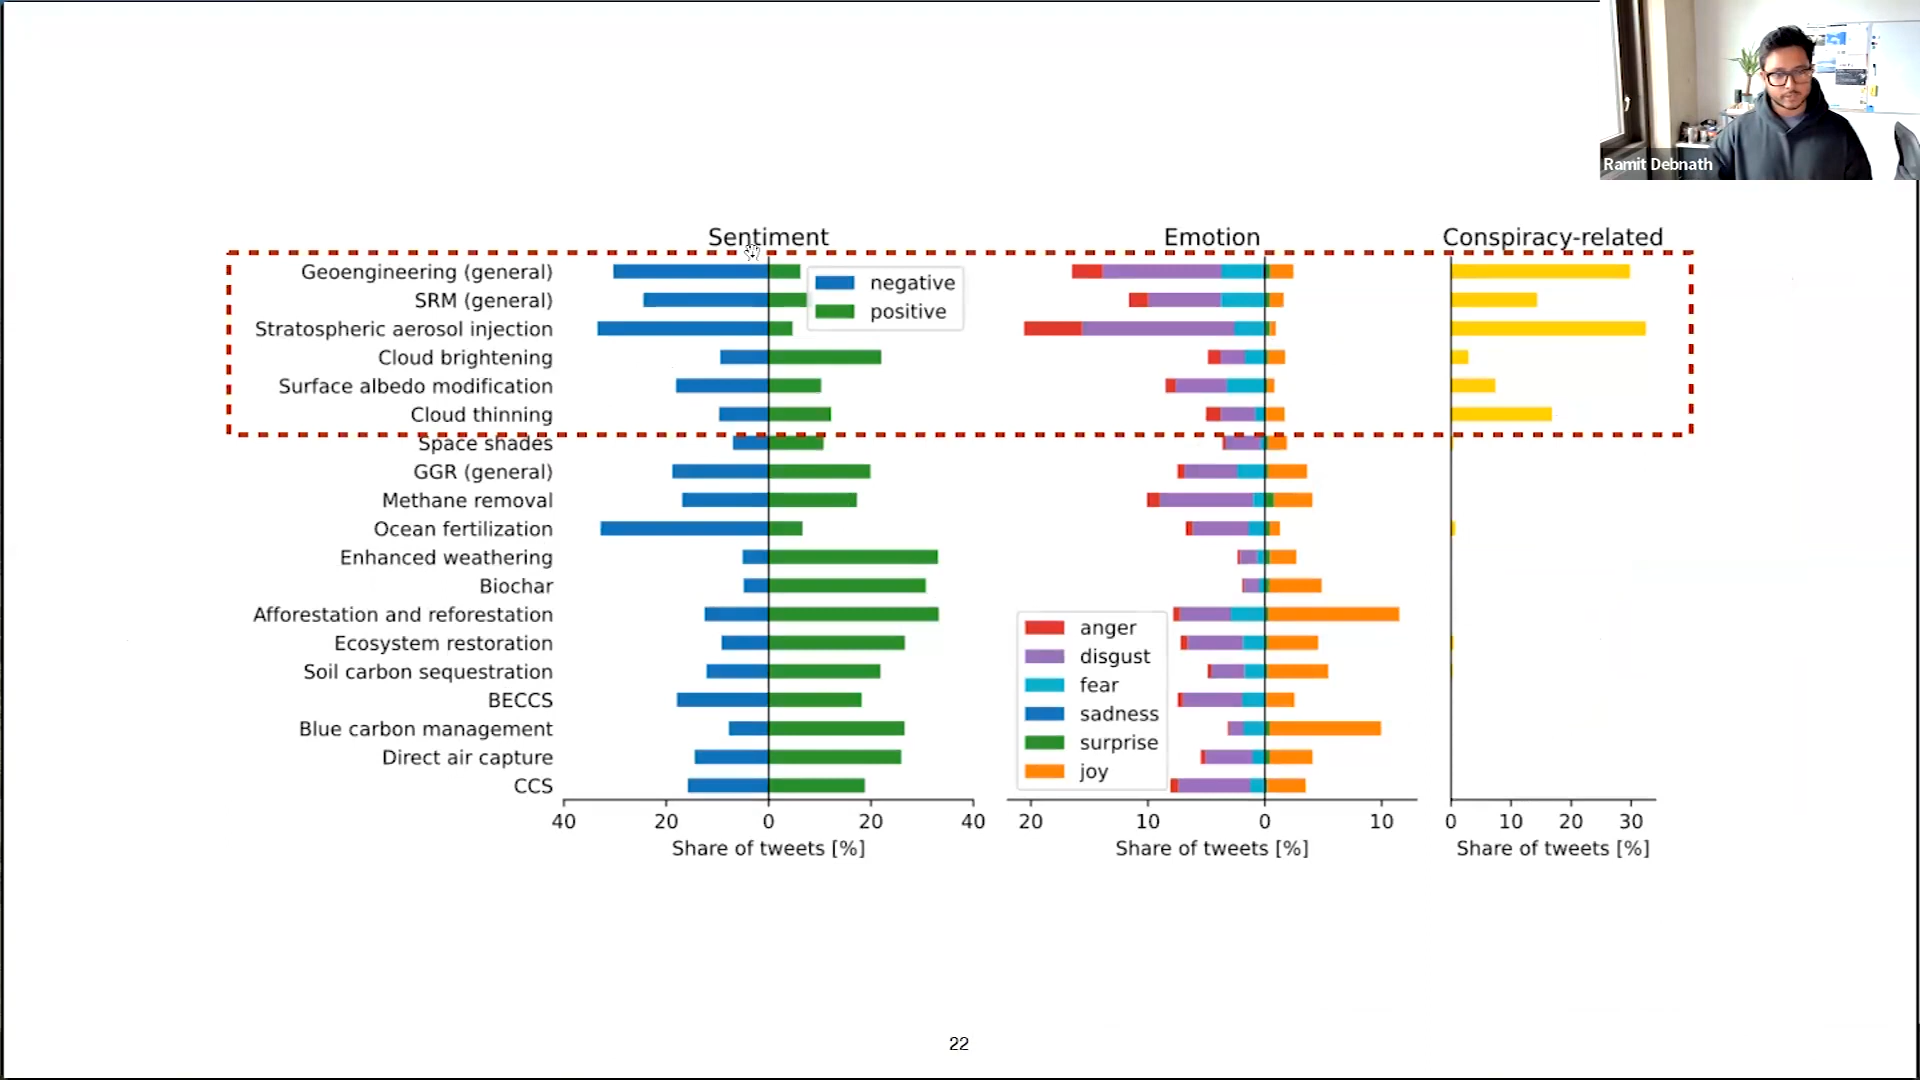 Ramit Debnath
Sentiment
Emotion
Conspiracy-related
Geoengineering (general)
SRM (general)
Stratospheric aerosol injection
Cloud brightening
Surface albedo modification
Cloud thinning
Space shades
GGR (general)
Methane removal
Ocean fertilization
Enhanced weathering
Biochar
Afforestation and reforestation
Ecosystem restoration
Soil carbon sequestration
BECCS
Blue carbon management
Direct air capture
CCS
negative
positive
anger
disgust
fear
sadness
surprise
joy
40 20 0 20 40
20 10 0 10
0 10 20 30
Share of tweets [%]
Share of tweets [%]
Share of tweets [%]
22